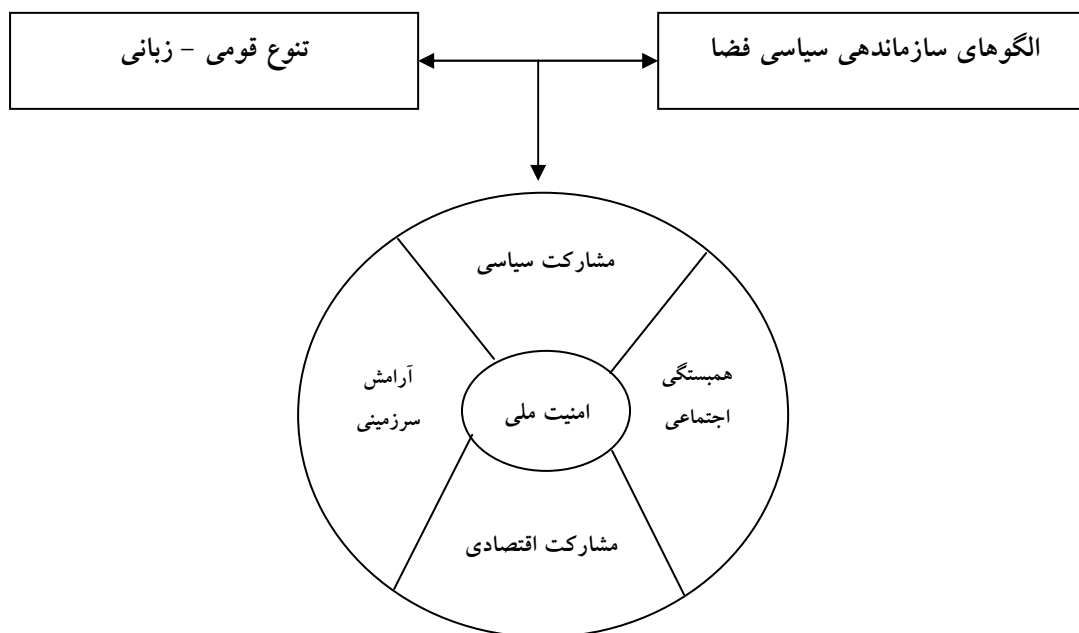 الگوهای سازماندهی سیاسی فضا
تنوع قومی – زبانی
مشارکت سیاسی
همبستگی
اجتماعی
امنیت ملی
آرامش
سرزمینی
مشارکت اقتصادی